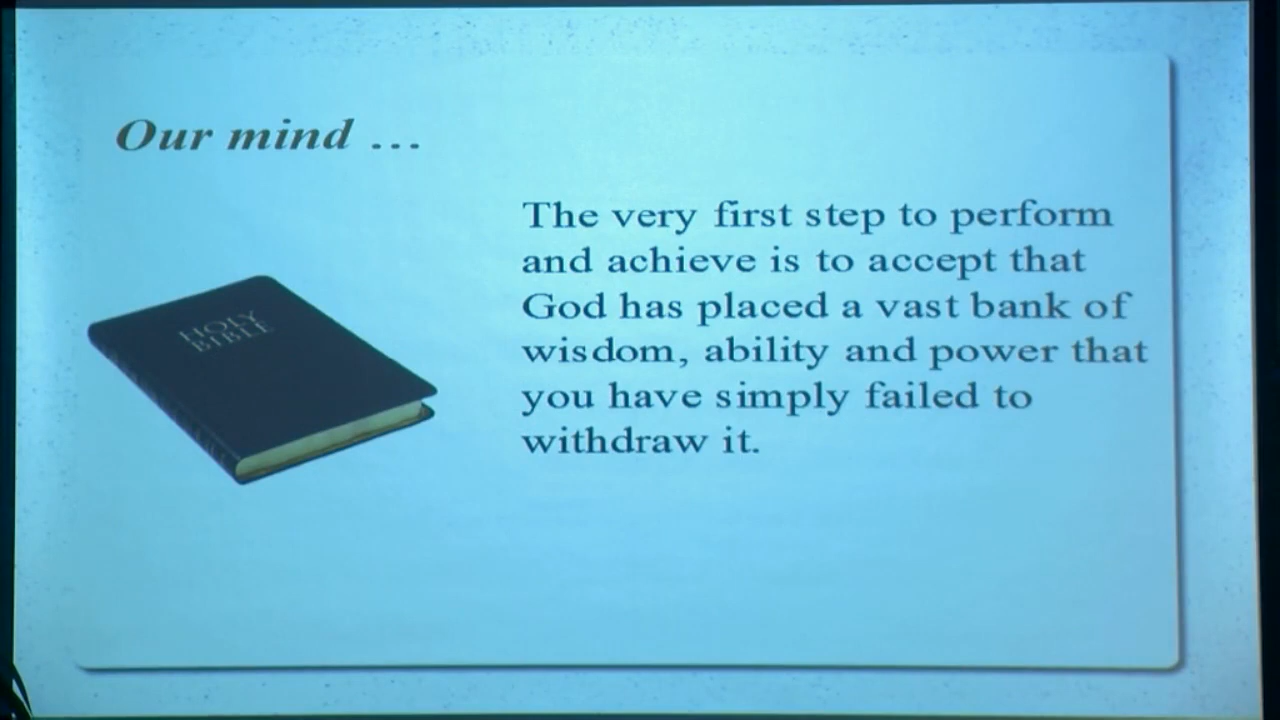 Our mind ...
HOLY
BIBLE
The very first step to perform
and achieve is to accept that
God has placed a vast bank of
wisdom, ability and power that
you have simply failed to
withdraw it.